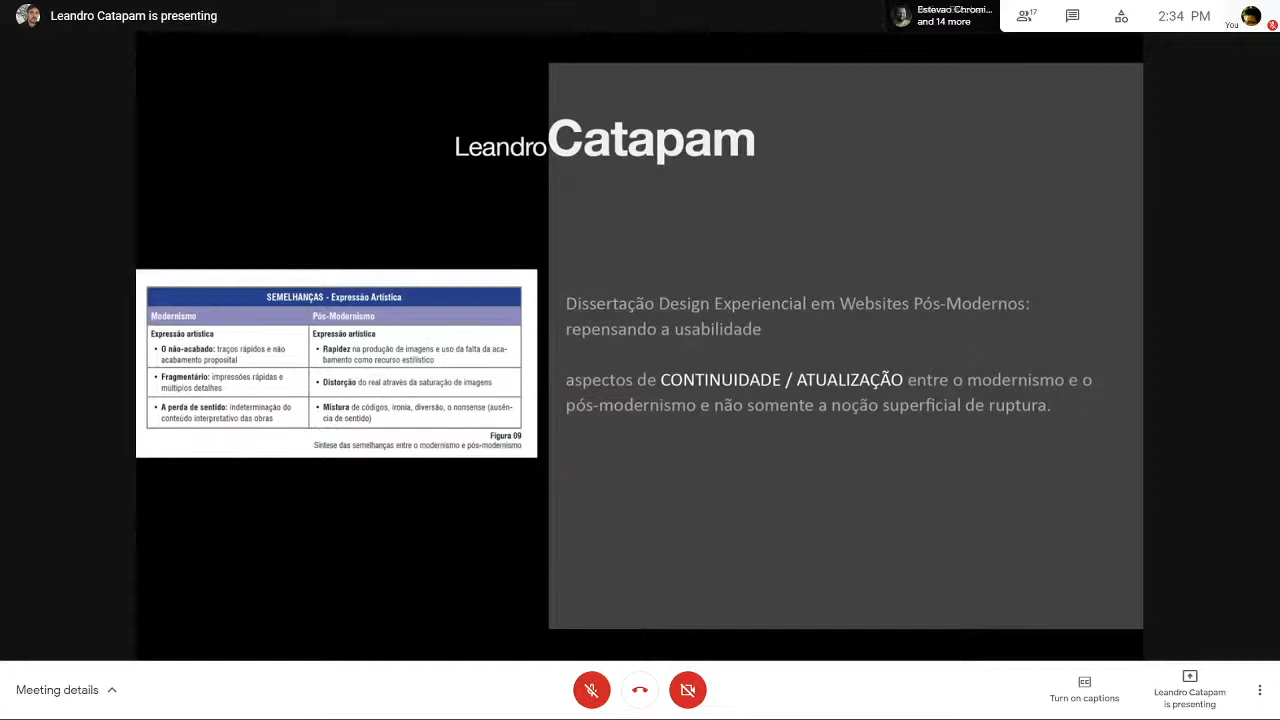 Leandro Catapam is presenting
Estevao Chromi...
and 14 more
17
2:34 PM
You
LeandroCatapam
SEMELHANÇAS - Expressão Artística
Modernismo
Pós-Modernismo
Expressão artística
• O não-acabado: traços rápidos e não
acabamento proposital
Expressão artística
• Rapidez na produção de imagens e uso da falta da aca-
bamento como recurso estilístico
• Fragmentário: impressões rápidas e
múltiplos detalhes
• Distorção do real através da saturação de imagens
• A perda de sentido: indeterminação do
conteúdo interpretativo das obras
• Mistura de códigos, ironia, diversão, o nonsense (ausên-
cia de sentido)
Figura 09
Síntese das semelhanças entre o modernismo e pós-modernismo
Dissertação Design Experiencial em Websites Pós-Modernos:
repensando a usabilidade
aspectos de CONTINUIDADE / ATUALIZAÇÃO entre o modernismo e o
pós-modernismo e não somente a noção superficial de ruptura.
Meeting details
Turn on captions
Leandro Catapam
is presenting